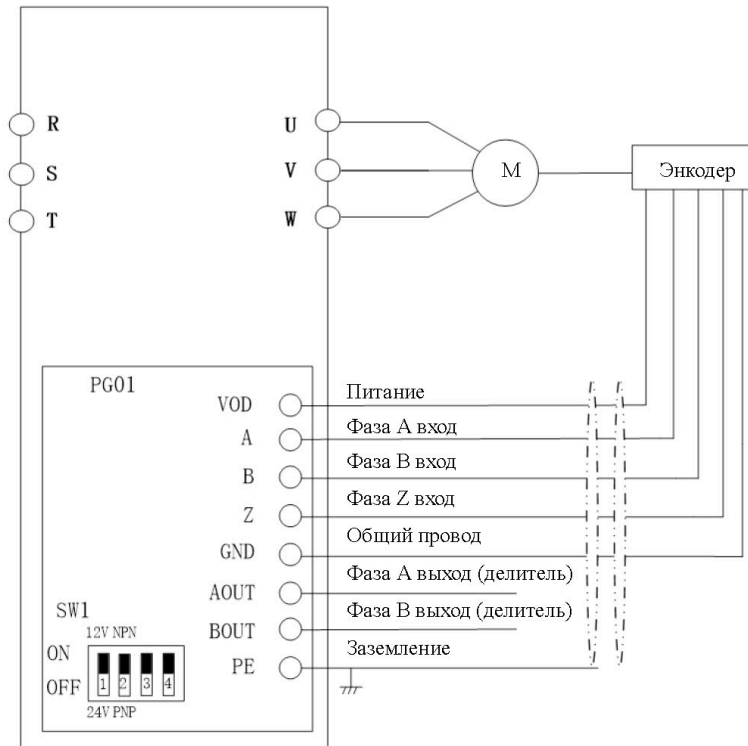 R
U
S
V
M
Энкодер
T
W
PG01
VOD
Питание
A
Фаза A вход
B
Фаза B вход
Z
Фаза Z вход
GND
Общий провод
AOUT
Фаза A выход (делитель)
BOUT
Фаза B выход (делитель)
PE
Заземление
SW1
12V NPN
ON
OFF
1 2 3 4
24V PNP